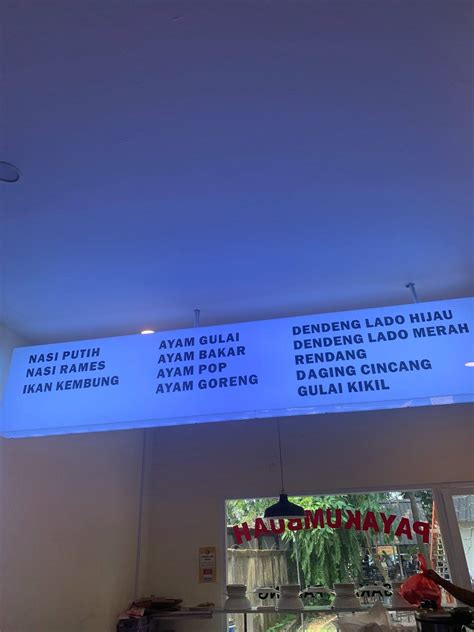 NASI PUTIH
NASI RAMES
IKAN KEMBUNG
AYAM GULAI
AYAM BAKAR
AYAM POP
AYAM GORENG
DENDENG LADO HIJAU
DENDENG LADO MERAH
RENDANG
DAGING CINCANG
GULAI KIKIL
PAYAKUMBUAH